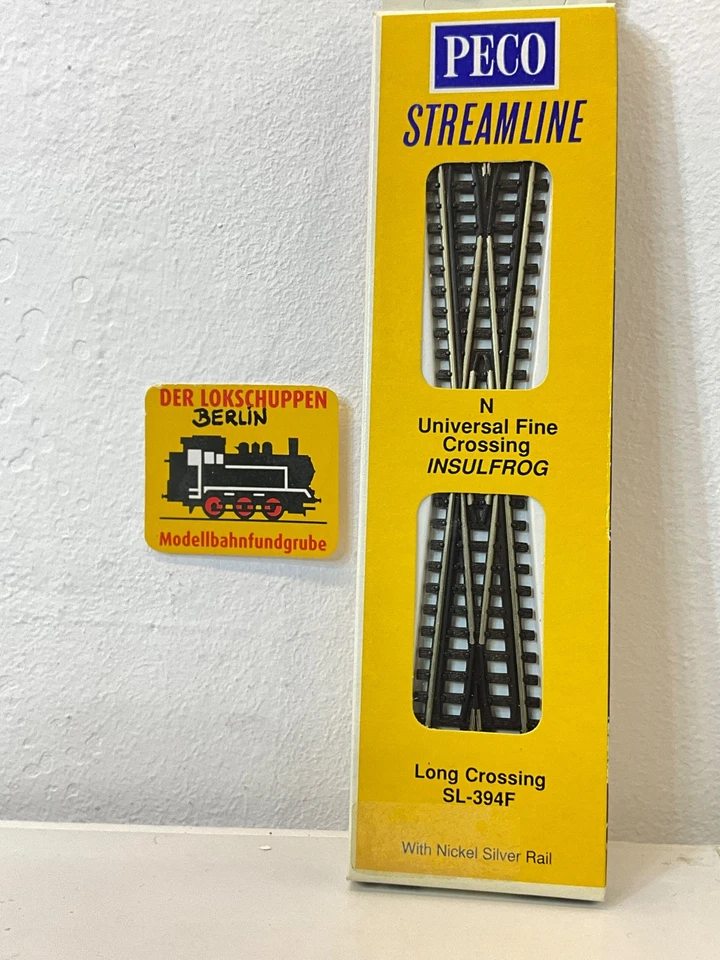 PECO
STREAMLINE
N
Universal Fine
Crossing
INSULFROG
Long Crossing
SL-394F
With Nickel Silver Rail
DER LOKSCHUPPEN
BERLIN
Modellbahnfundgrube